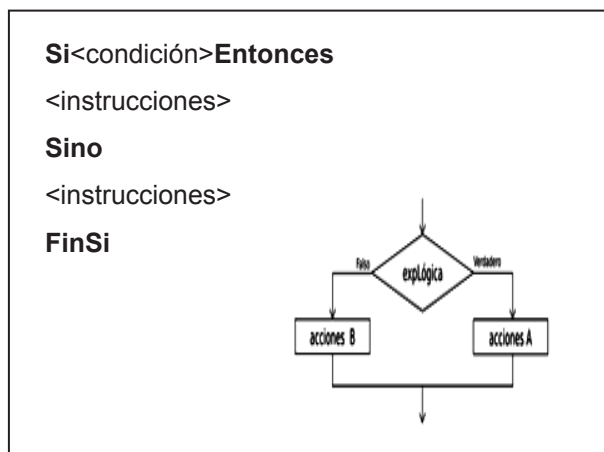 Si<condición>Entonces
<instrucciones>
Sino
<instrucciones>
FinSi
Falso
Verdadero
expLógica
acciones B
acciones A